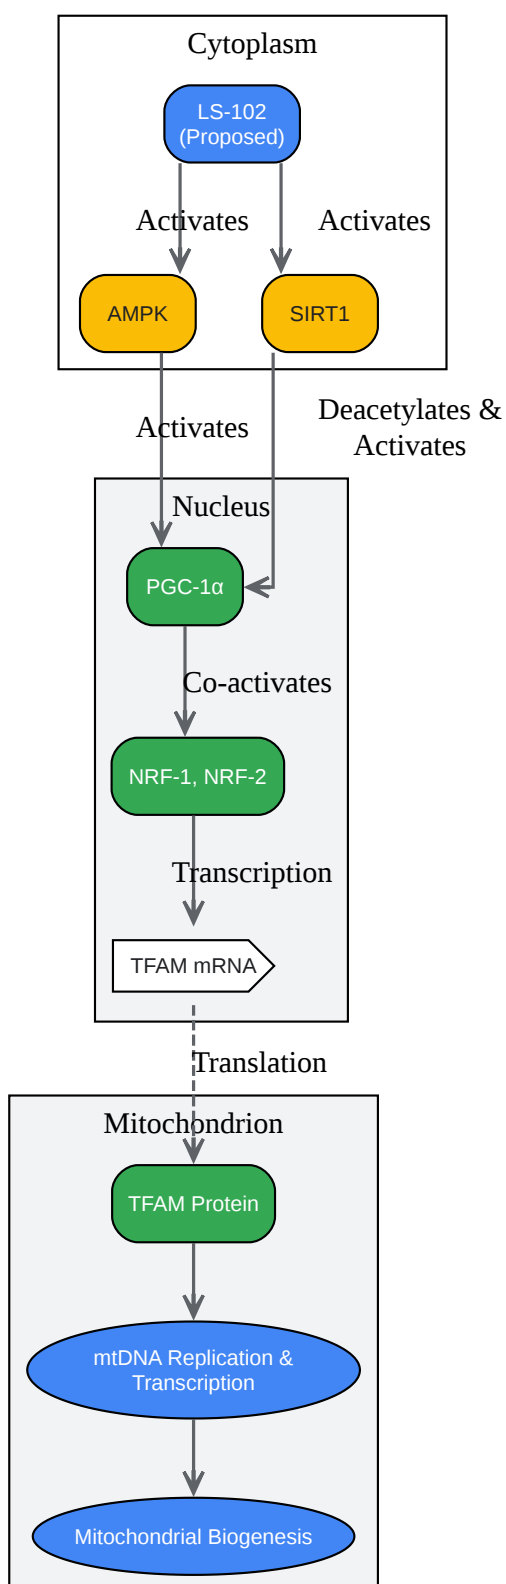 Cytoplasm
LS-102
(Proposed)
Activates
Activates
AMPK
SIRT1
Activates
Deacetylates &
Activates
Nucleus
PGC-1α
Co-activates
NRF-1, NRF-2
Transcription
TFAM mRNA
Translation
Mitochondrion
TFAM Protein
mtDNA Replication &
Transcription
Mitochondrial Biogenesis